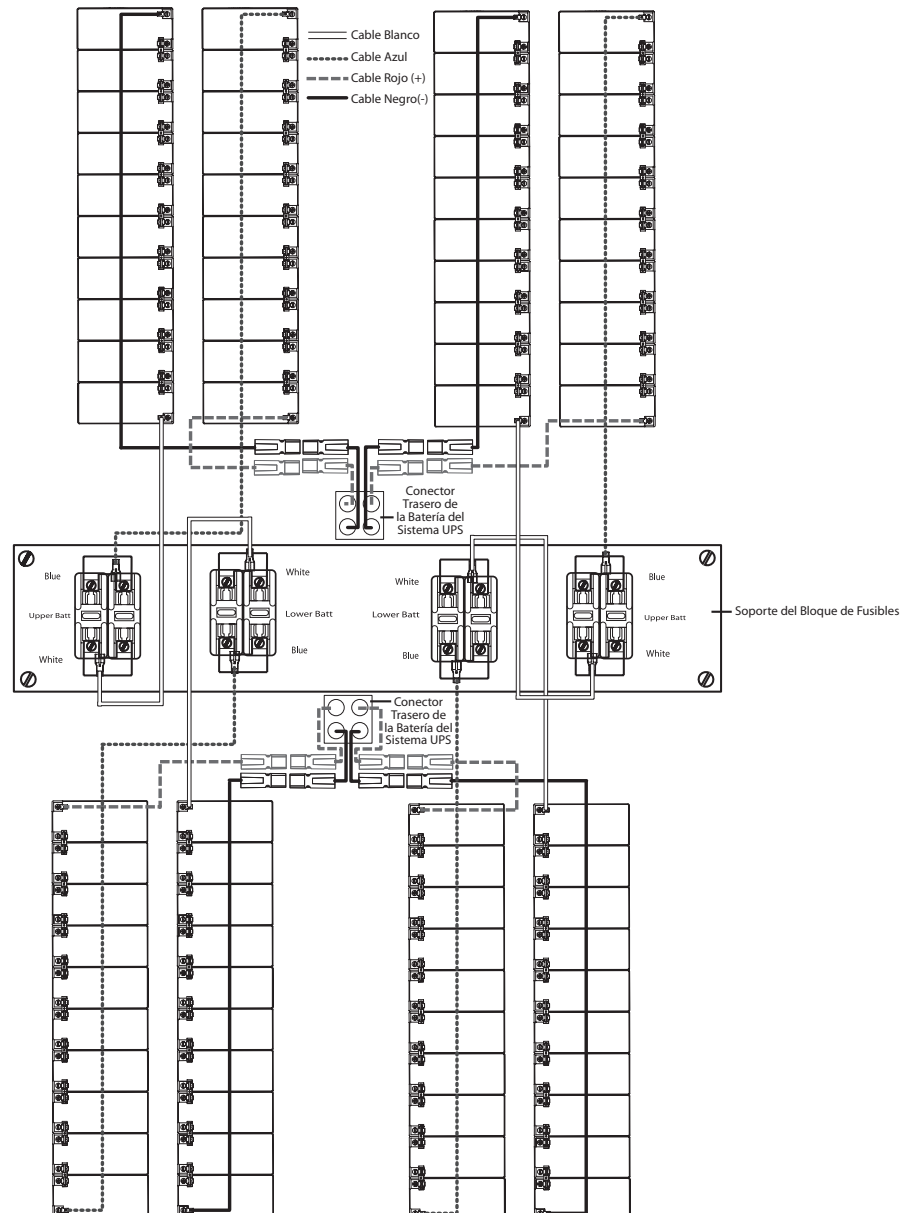 Cable Blanco
Cable Azul
Cable Rojo (+)
Cable Negro(-)
Conector
Trasero de
la Batería del
Sistema UPS
Blue
Upper Batt
White
White
Lower Batt
Blue
White
Lower Batt
Blue
Blue
Upper Batt
White
Soporte del Bloque de Fusibles
Conector
Trasero de
la Batería del
Sistema UPS